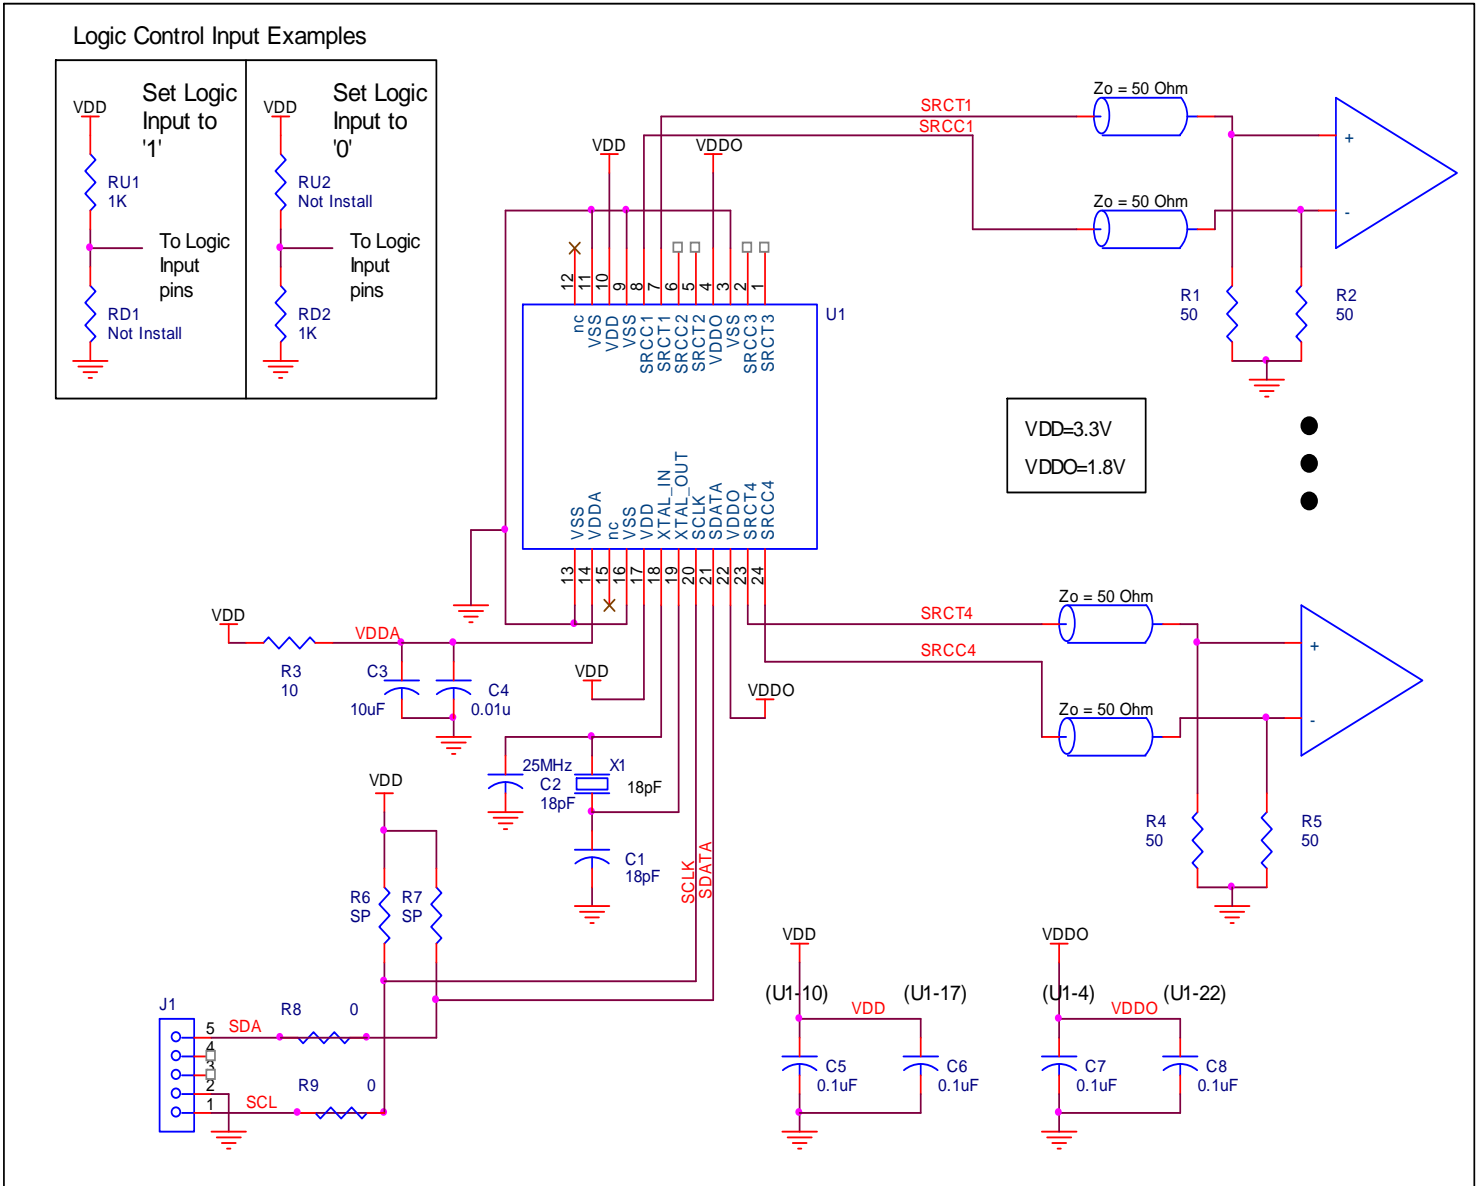 Logic Control Input Examples
VDD
Set Logic
Input to
'1'
RU1
1K
To Logic
Input
pins
RD1
Not Install
VDD
Set Logic
Input to
'0'
RU2
Not Install
To Logic
Input
pins
RD2
1K
VDD
VDDO
SRCT1
SRCC1
Zo = 50 Ohm
Zo = 50 Ohm
+
-
R1
50
R2
50
12
11
10
9
8
7
6
5
4
3
2
1
nc
VSS
VDD
VSS
SRCC1
SRCT1
SRCC2
SRCT2
VDDO
VSS
SRCC3
SRCT3
U1
VDD=3.3V
VDDO=1.8V
VSS
VDDA
nc
VSS
VDD
XTAL_IN
XTAL_OUT
SCLK
SDATA
VDDO
SRCT4
SRCC4
13
14
15
16
17
18
19
20
21
22
23
24
VDD
R3
10
VDDA
C3
10uF
C4
0.01u
VDD
VDDO
SRCT4
SRCC4
Zo = 50 Ohm
Zo = 50 Ohm
+
-
R4
50
R5
50
25MHz
C2
18pF
X1
18pF
C1
18pF
SCLK
SDATA
VDD
R6
SP
R7
SP
J1
5
4
3
2
1
SDA
R8
0
SCL
R9
0
VDD
(U1-10)
(U1-17)
VDD
C5
0.1uF
C6
0.1uF
VDDO
(U1-4)
(U1-22)
VDDO
C7
0.1uF
C8
0.1uF